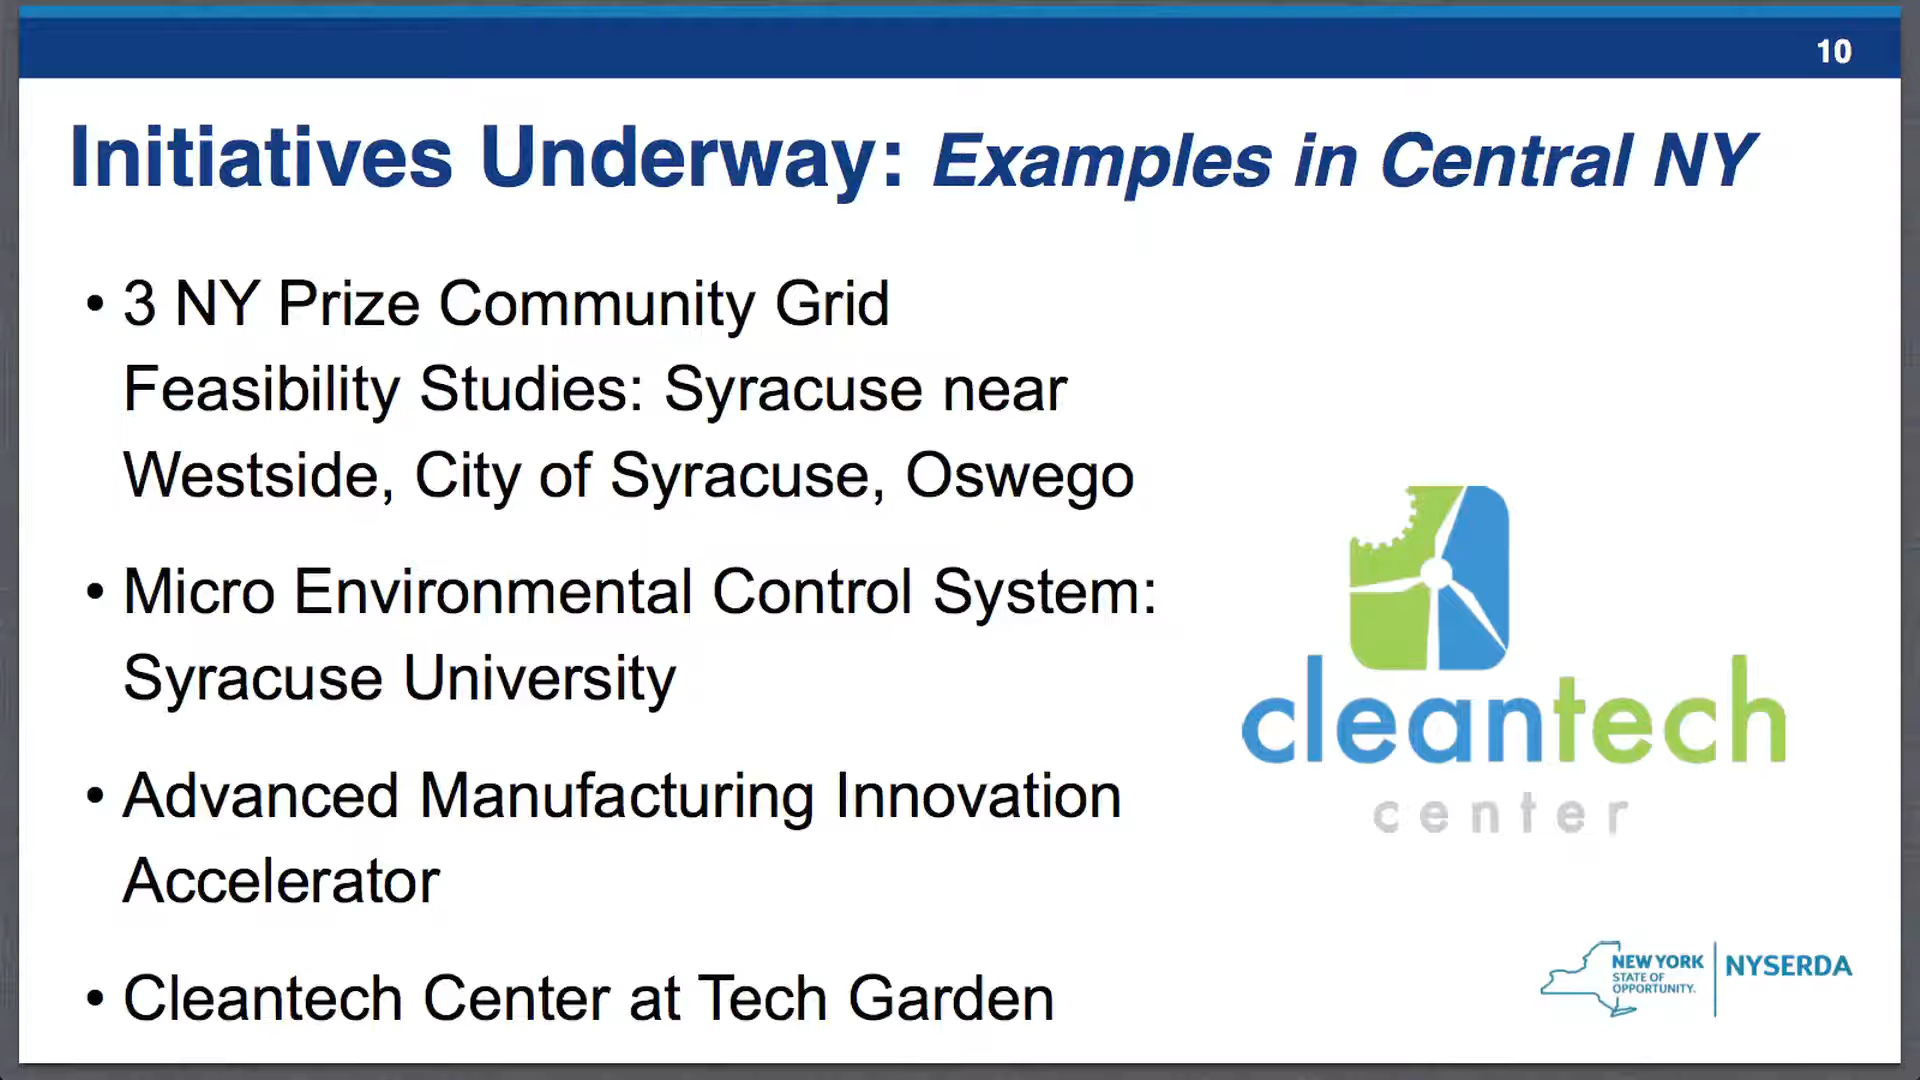 10
Initiatives Underway: Examples in Central NY
• 3 NY Prize Community Grid
Feasibility Studies: Syracuse near
Westside, City of Syracuse, Oswego
• Micro Environmental Control System:
Syracuse University
• Advanced Manufacturing Innovation
Accelerator
• Cleantech Center at Tech Garden
cleantech
center
NEW YORK
STATE OF
OPPORTUNITY.
NYSERDA